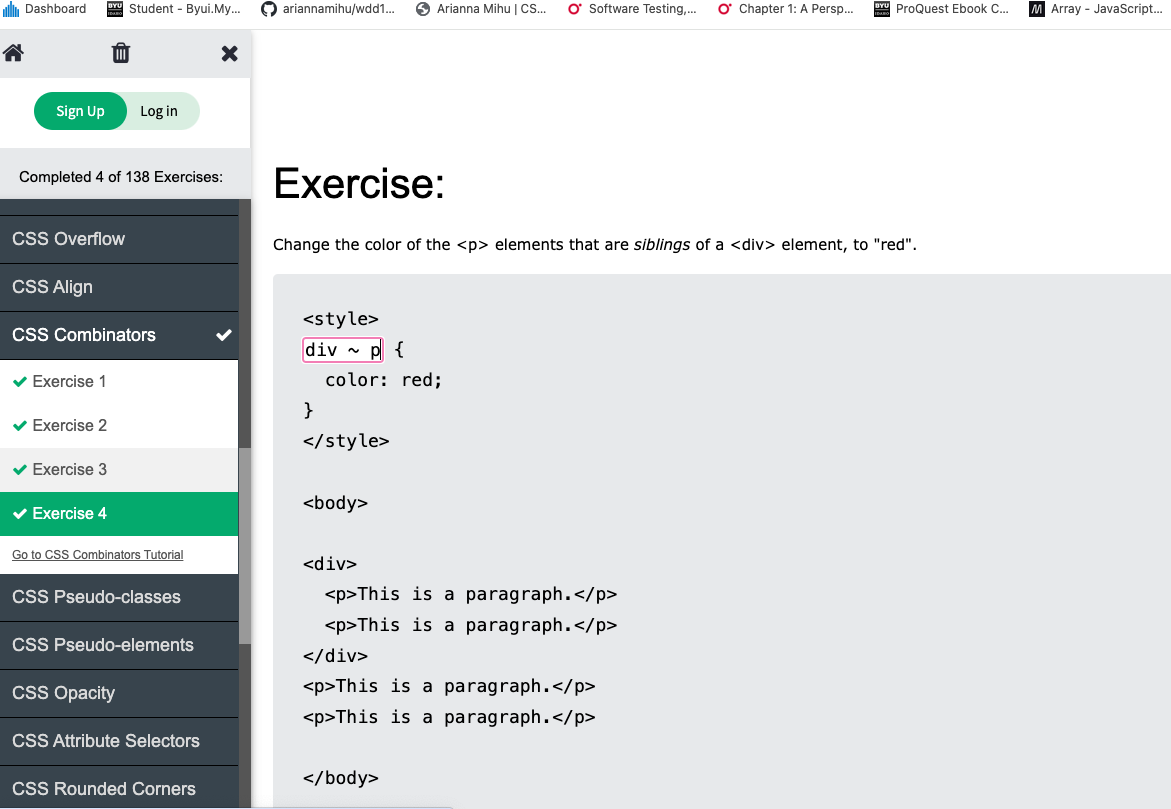 Dashboard
Student - Byui.My...
ariannamihu/wdd1...
Arianna Mihu | CS...
Software Testing,...
Chapter 1: A Persp...
ProQuest Ebook C...
Array - JavaScript...
Sign Up
Log in
Completed 4 of 138 Exercises:
CSS Overflow
CSS Align
CSS Combinators
Exercise 1
Exercise 2
Exercise 3
Exercise 4
Go to CSS Combinators Tutorial
CSS Pseudo-classes
CSS Pseudo-elements
CSS Opacity
CSS Attribute Selectors
CSS Rounded Corners
Exercise:
Change the color of the <p> elements that are siblings of a <div> element, to "red".
<style>
div ~ p {
  color: red;
}
</style>
<body>
<div>
  <p>This is a paragraph.</p>
  <p>This is a paragraph.</p>
</div>
<p>This is a paragraph.</p>
<p>This is a paragraph.</p>
</body>